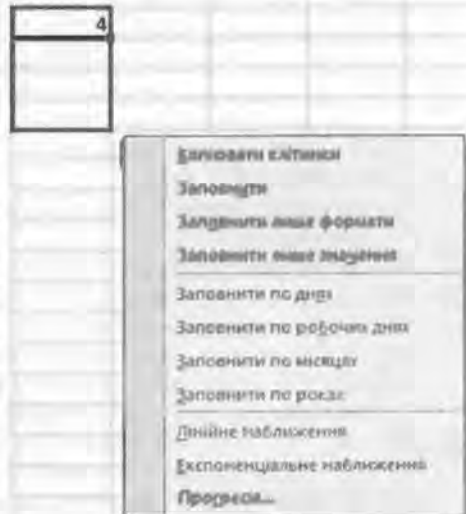 4
Копіювати клітинки
Заповнити
Заповнити лише формати
Заповнити лише значення
Заповнити по днях
Заповнити по робочих днях
Заповнити по місяцях
Заповнити по роках
Лінійне наближення
Експоненціальне наближення
Прогресія...